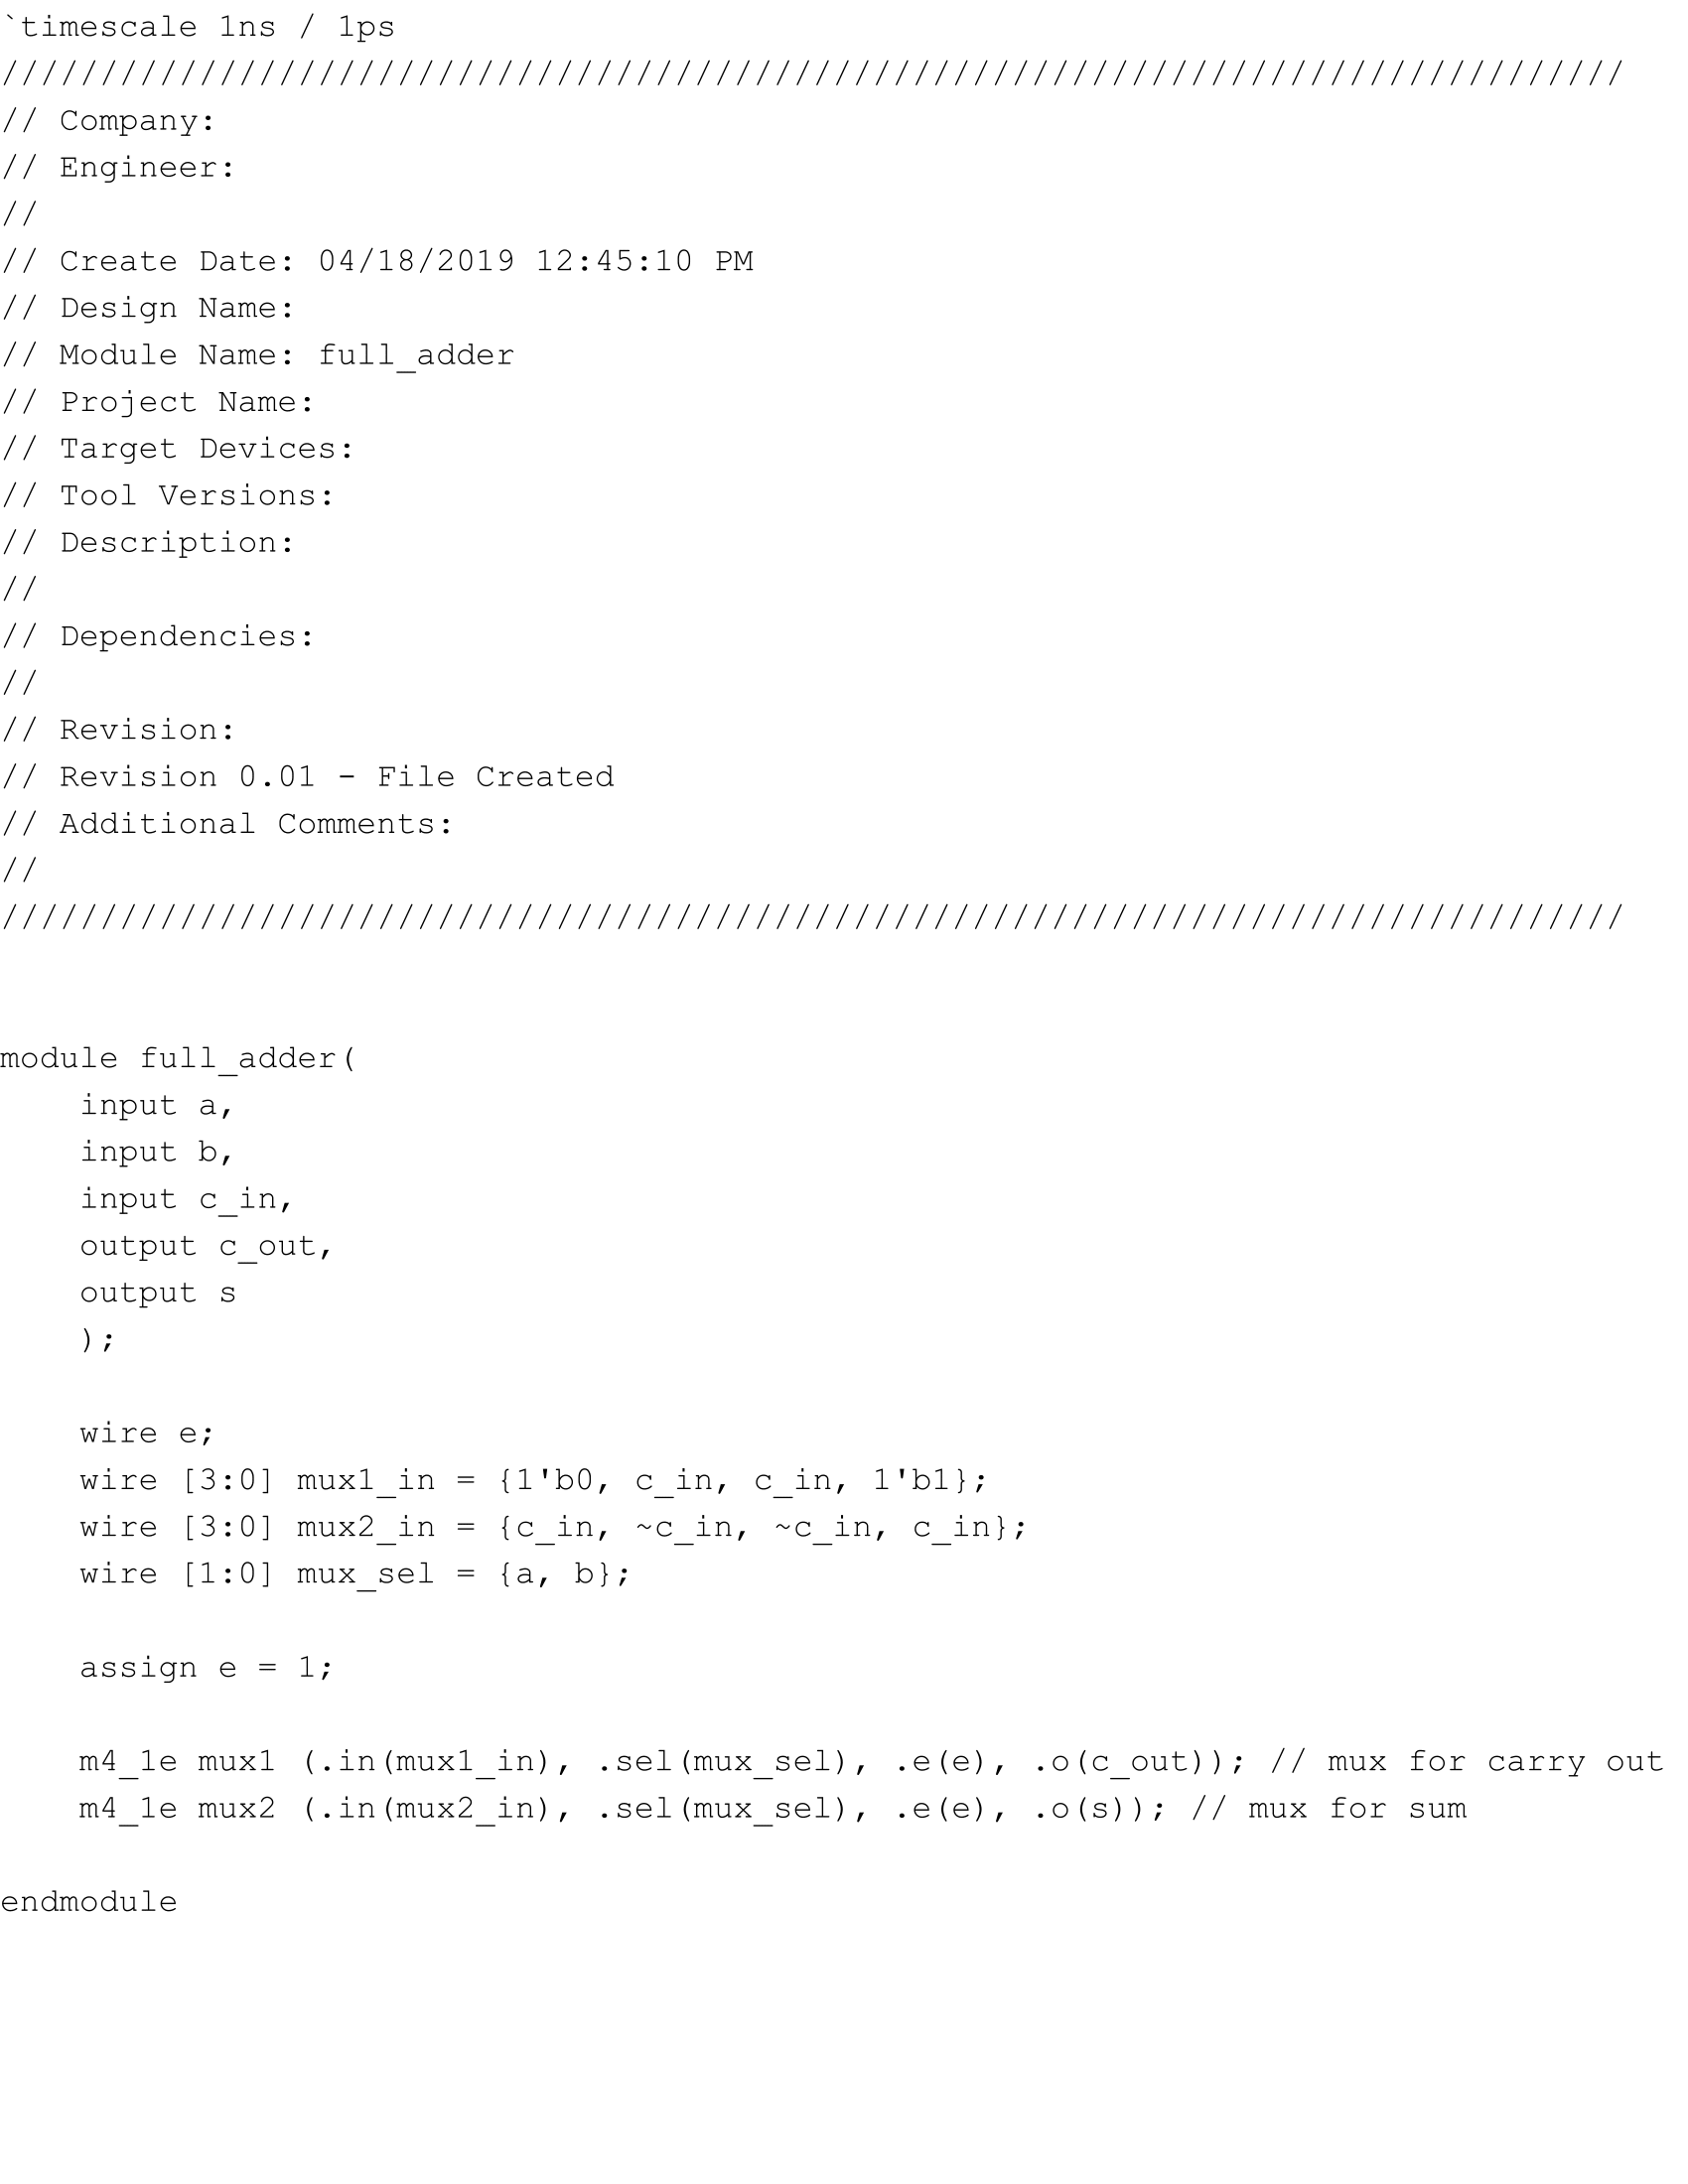 `timescale 1ns / 1ps
//////////////////////////////////////////////////////////////////////////////////
// Company:
// Engineer:
//
// Create Date: 04/18/2019 12:45:10 PM
// Design Name:
// Module Name: full_adder
// Project Name:
// Target Devices:
// Tool Versions:
// Description:
//
// Dependencies:
//
// Revision:
// Revision 0.01 - File Created
// Additional Comments:
//
//////////////////////////////////////////////////////////////////////////////////
module full_adder(
    input a,
    input b,
    input c_in,
    output c_out,
    output s
    );
    wire e;
    wire [3:0] mux1_in = {1'b0, c_in, c_in, 1'b1};
    wire [3:0] mux2_in = {c_in, ~c_in, ~c_in, c_in};
    wire [1:0] mux_sel = {a, b};
    assign e = 1;
    m4_1e mux1 (.in(mux1_in), .sel(mux_sel), .e(e), .o(c_out)); // mux for carry out
    m4_1e mux2 (.in(mux2_in), .sel(mux_sel), .e(e), .o(s)); // mux for sum
endmodule